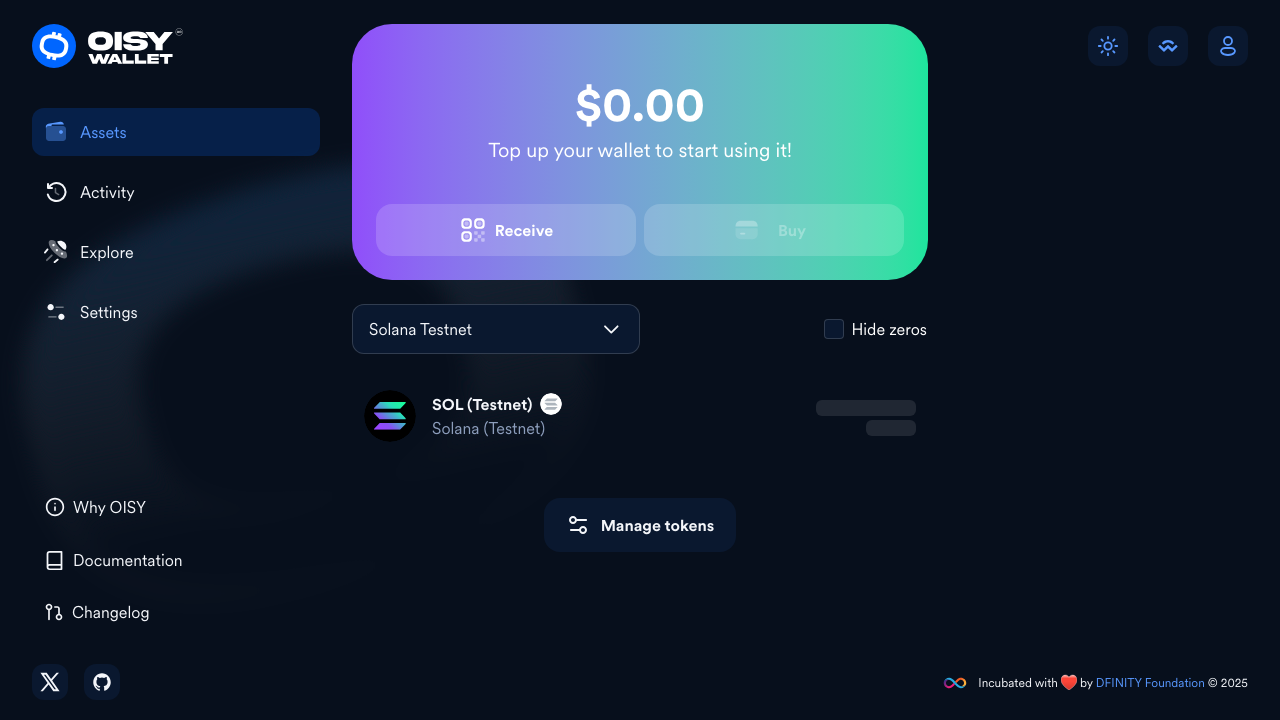 OISY
WALLET
Assets
Activity
Explore
Settings
Why OISY
Documentation
Changelog
$0.00
Top up your wallet to start using it!
Receive
Buy
Solana Testnet
Hide zeros
SOL (Testnet)
Solana (Testnet)
Manage tokens
Incubated with ❤️ by DFINITY Foundation © 2025